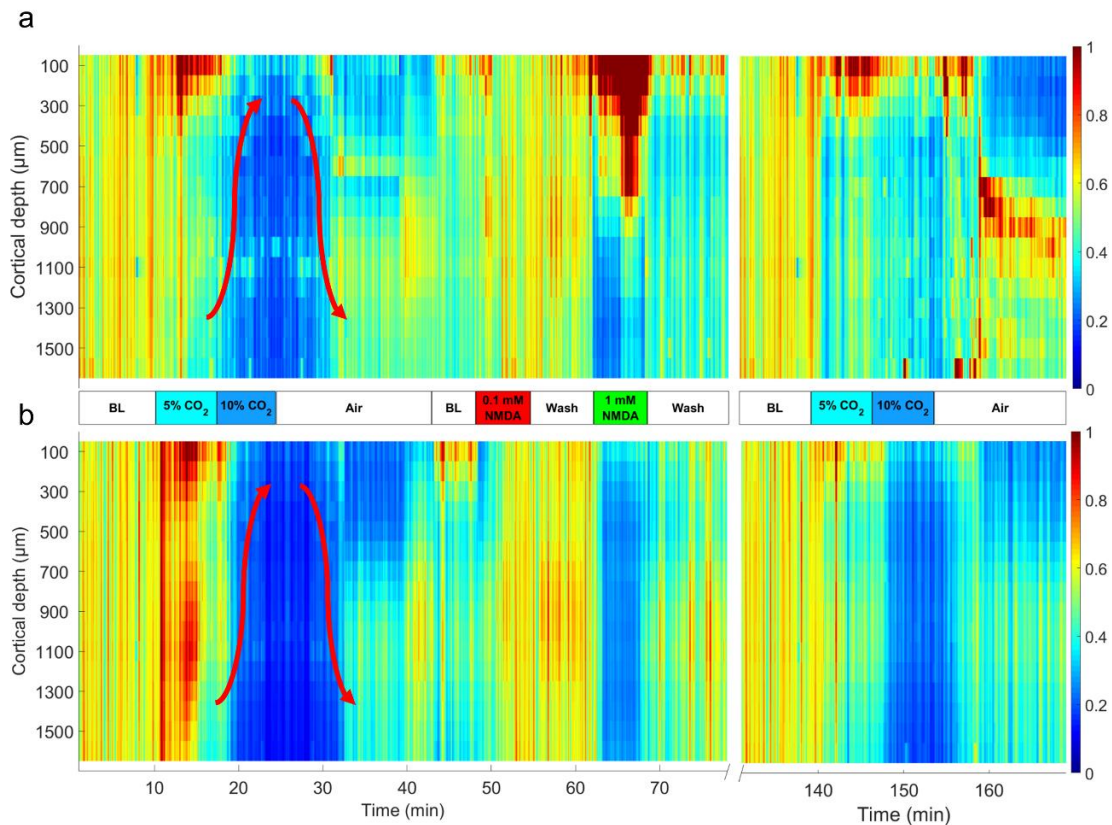 a
100
300
500
700
900
1100
1300
1500
Cortical depth (μm)
1
0.8
0.6
0.4
0.2
0
BL
5% CO2
10% CO2
Air
BL
0.1 mM
NMDA
Wash
1 mM
NMDA
Wash
BL
5% CO2
10% CO2
Air
b
100
300
500
700
900
1100
1300
1500
Cortical depth (μm)
1
0.8
0.6
0.4
0.2
0
10 20 30 40 50 60 70 140 150 160
Time (min) Time (min)